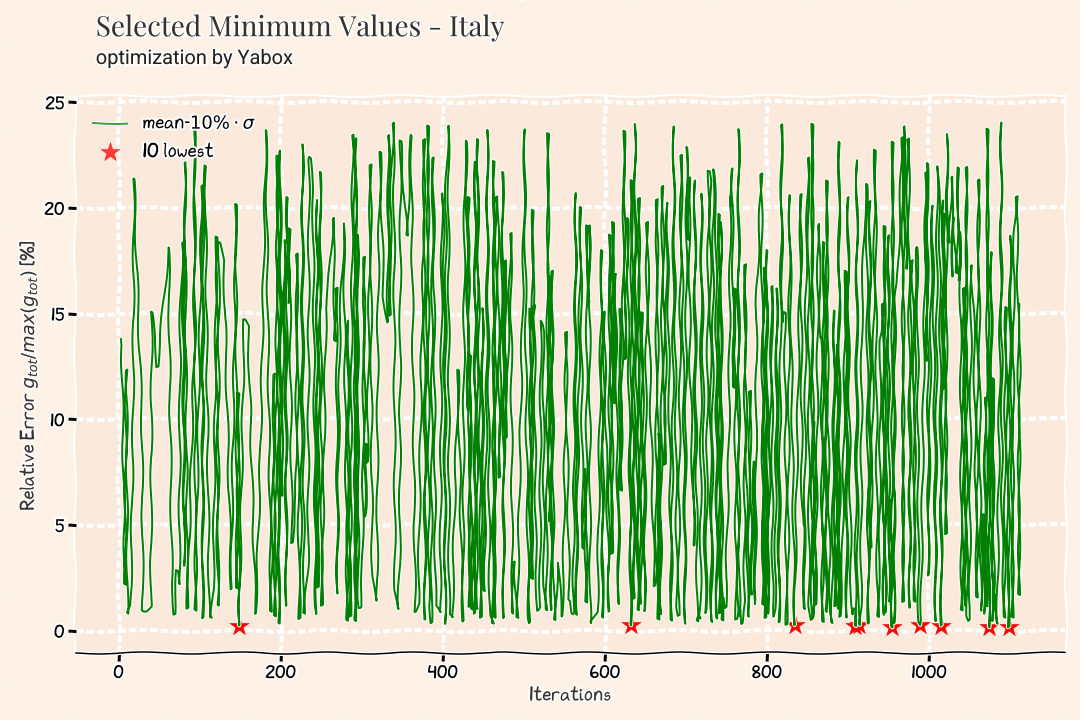 Selected Minimum Values - Italy
optimization by Yabox
25
mean-10% · σ
10 lowest
20
15
10
5
0
Relative Error g_tot/max(g_tot) [%]
0 200 400 600 800 1000
Iterations